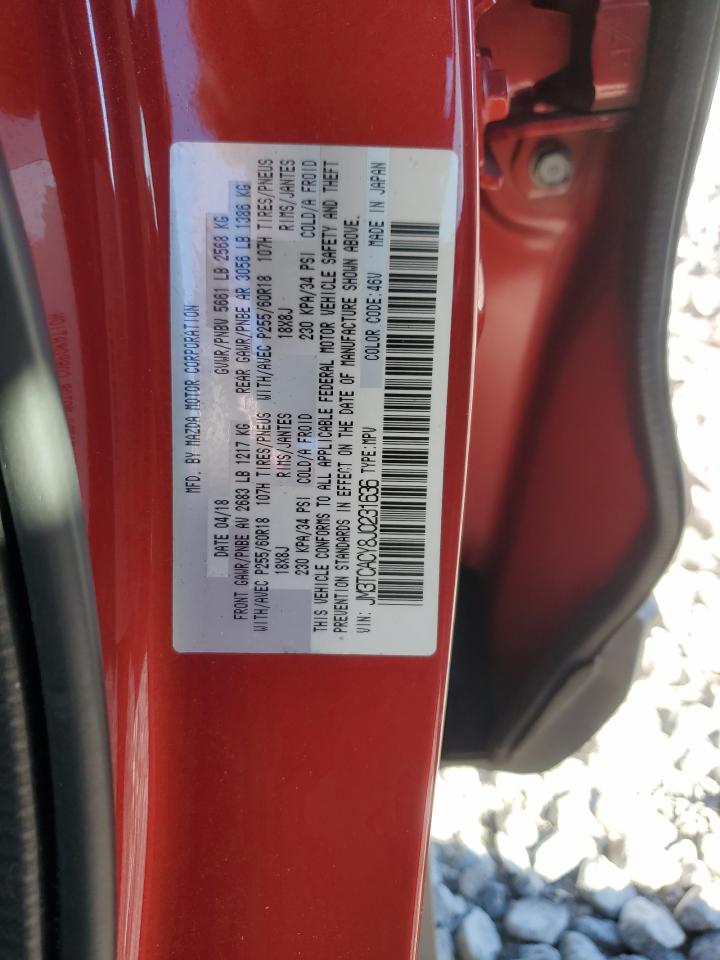 MFD. BY MAZDA MOTOR CORPORATION
DATE 04/18 GVWR/PNBV 5661 LB 2568 KG
FRONT GAWR/PNBE AV 2683 LB 1217 KG REAR GAWR/PNBE AR 3056 LB 1386 KG
WITH/AVEC P255/60R18 107H TIRES/PNEUS WITH/AVEC P255/60R18 107H TIRES/PNEUS
18X8J RIMS/JANTES 18X8J RIMS/JANTES
230 KPA/34 PSI COLD/A FROID 230 KPA/34 PSI COLD/A FROID
THIS VEHICLE CONFORMS TO ALL APPLICABLE FEDERAL MOTOR VEHICLE SAFETY AND THEFT
PREVENTION STANDARDS IN EFFECT ON THE DATE OF MANUFACTURE SHOWN ABOVE.
VIN: JM3TCACY8J0231636 TYPE:MPV COLOR CODE:46V MADE IN JAPAN